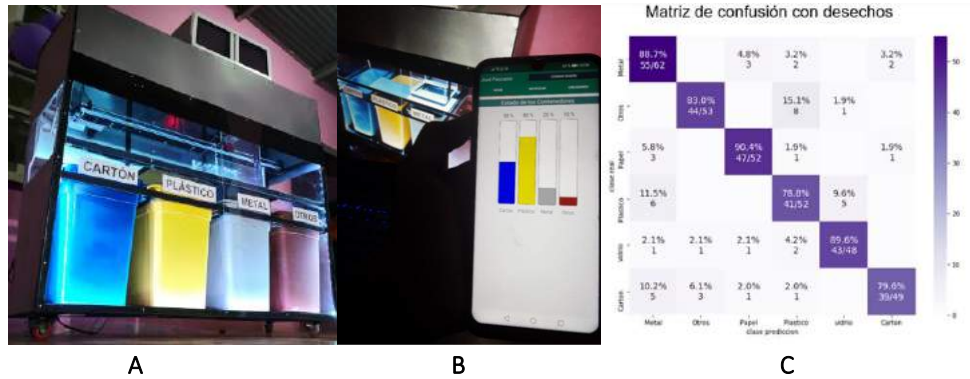 CARTÓN
PLÁSTICO
METAL
OTROS
PLASTICO
METAL
Estado de los Contenedores
Cartón Plástico Metal Otros
Matriz de confusión con desechos
clase real
Metal 88.7% 4.8% 3.2% 3.2%
55/62 3 2 2
Otros 83.0% 15.1% 1.9%
44/53 8 1
Papel 5.8% 90.4% 1.9% 1.9%
3 47/52 1 1
Plastico 11.5% 78.8% 9.6%
6 41/52 5
vidrio 2.1% 2.1% 2.1% 4.2% 89.6%
1 1 1 2 43/48
Carton 10.2% 6.1% 2.0% 2.0% 79.6%
5 3 1 1 39/49
Metal Otros Papel Plastico vidrio Carton
clase prediccion
50
40
30
20
10
0
A B C